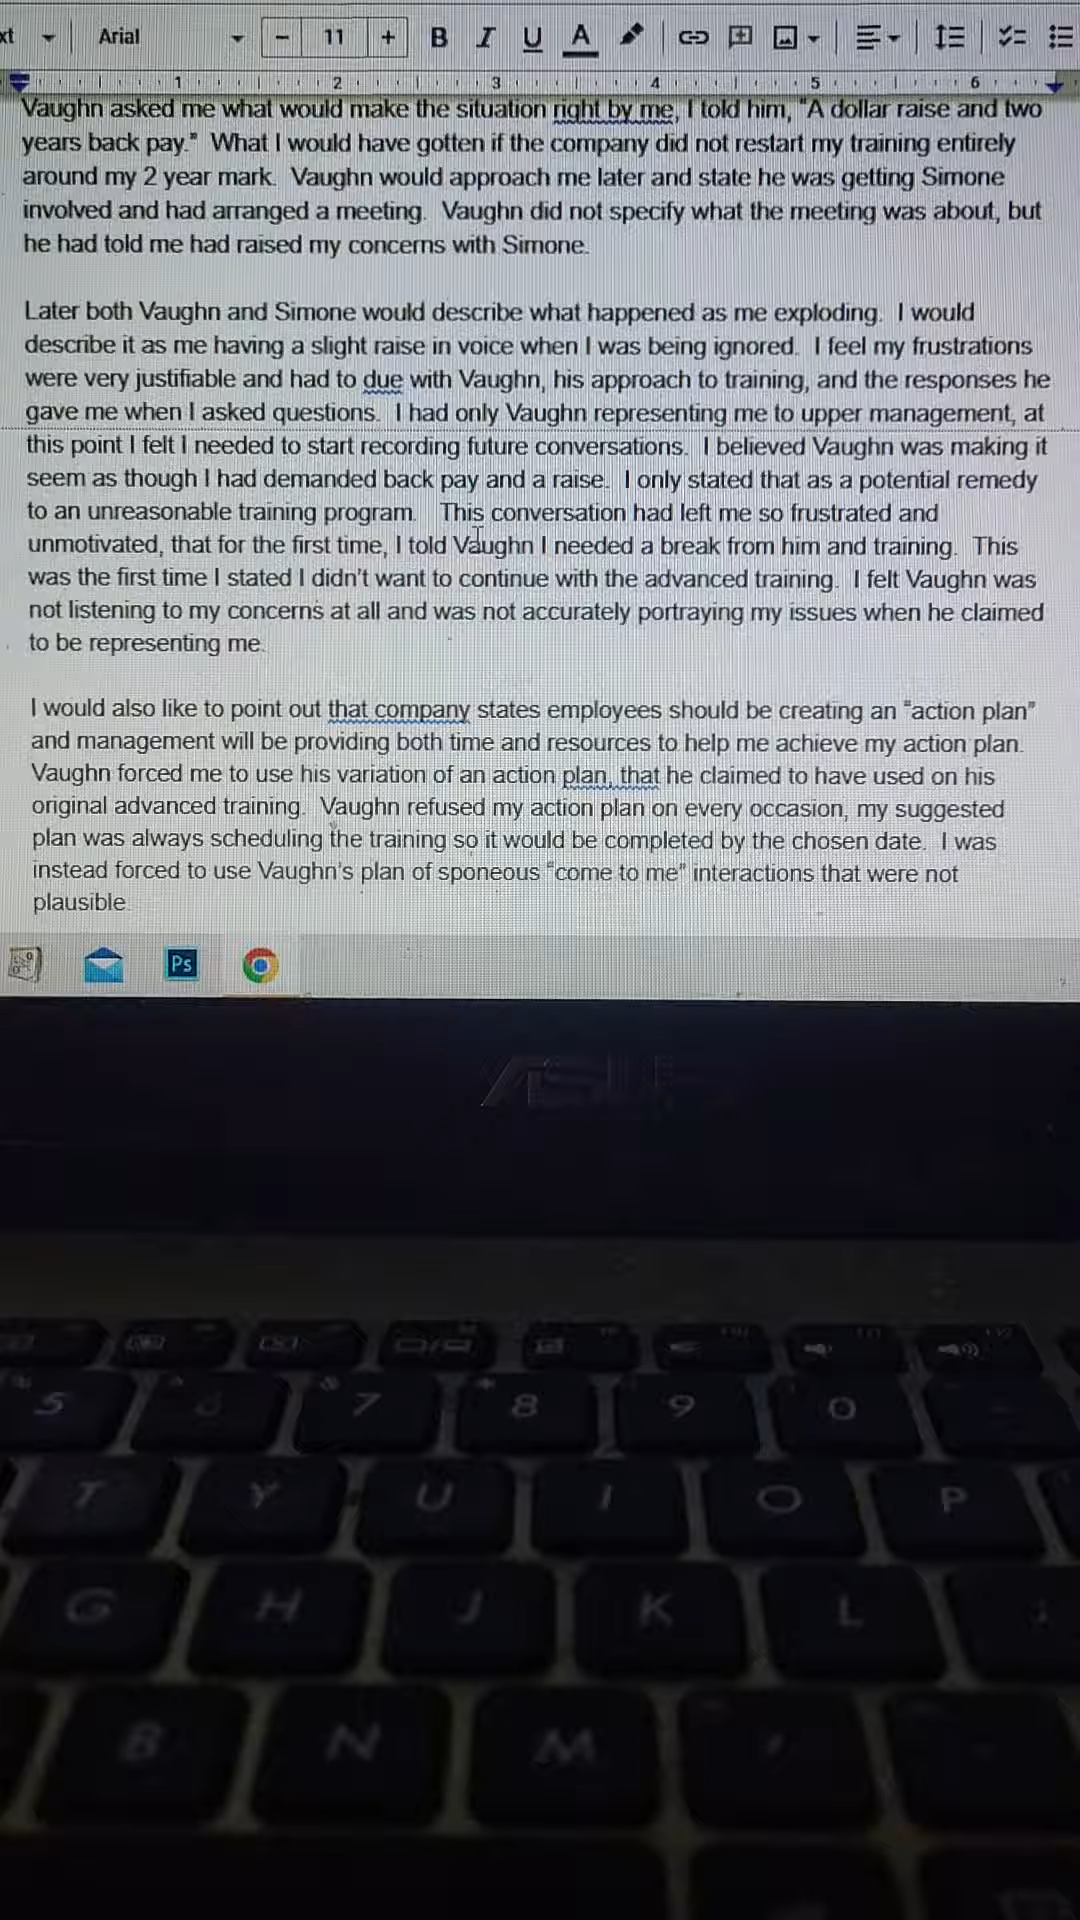 xt Arial − 11 + B I U A
1 2 3 4 5 6
Vaughn asked me what would make the situation right by me, I told him, "A dollar raise and two
years back pay." What I would have gotten if the company did not restart my training entirely
around my 2 year mark. Vaughn would approach me later and state he was getting Simone
involved and had arranged a meeting. Vaughn did not specify what the meeting was about, but
he had told me had raised my concerns with Simone.
Later both Vaughn and Simone would describe what happened as me exploding. I would
describe it as me having a slight raise in voice when I was being ignored. I feel my frustrations
were very justifiable and had to due with Vaughn, his approach to training, and the responses he
gave me when I asked questions. I had only Vaughn representing me to upper management, at
this point I felt I needed to start recording future conversations. I believed Vaughn was making it
seem as though I had demanded back pay and a raise. I only stated that as a potential remedy
to an unreasonable training program. This conversation had left me so frustrated and
unmotivated, that for the first time, I told Vaughn I needed a break from him and training. This
was the first time I stated I didn't want to continue with the advanced training. I felt Vaughn was
not listening to my concerns at all and was not accurately portraying my issues when he claimed
to be representing me.
I would also like to point out that company states employees should be creating an "action plan"
and management will be providing both time and resources to help me achieve my action plan.
Vaughn forced me to use his variation of an action plan, that he claimed to have used on his
original advanced training. Vaughn refused my action plan on every occasion, my suggested
plan was always scheduling the training so it would be completed by the chosen date. I was
instead forced to use Vaughn's plan of sponeous "come to me" interactions that were not
plausible.
Ps
ASUS
5 6 7 8 9 0
T Y U I O P
G H J K L ;
B N M ,